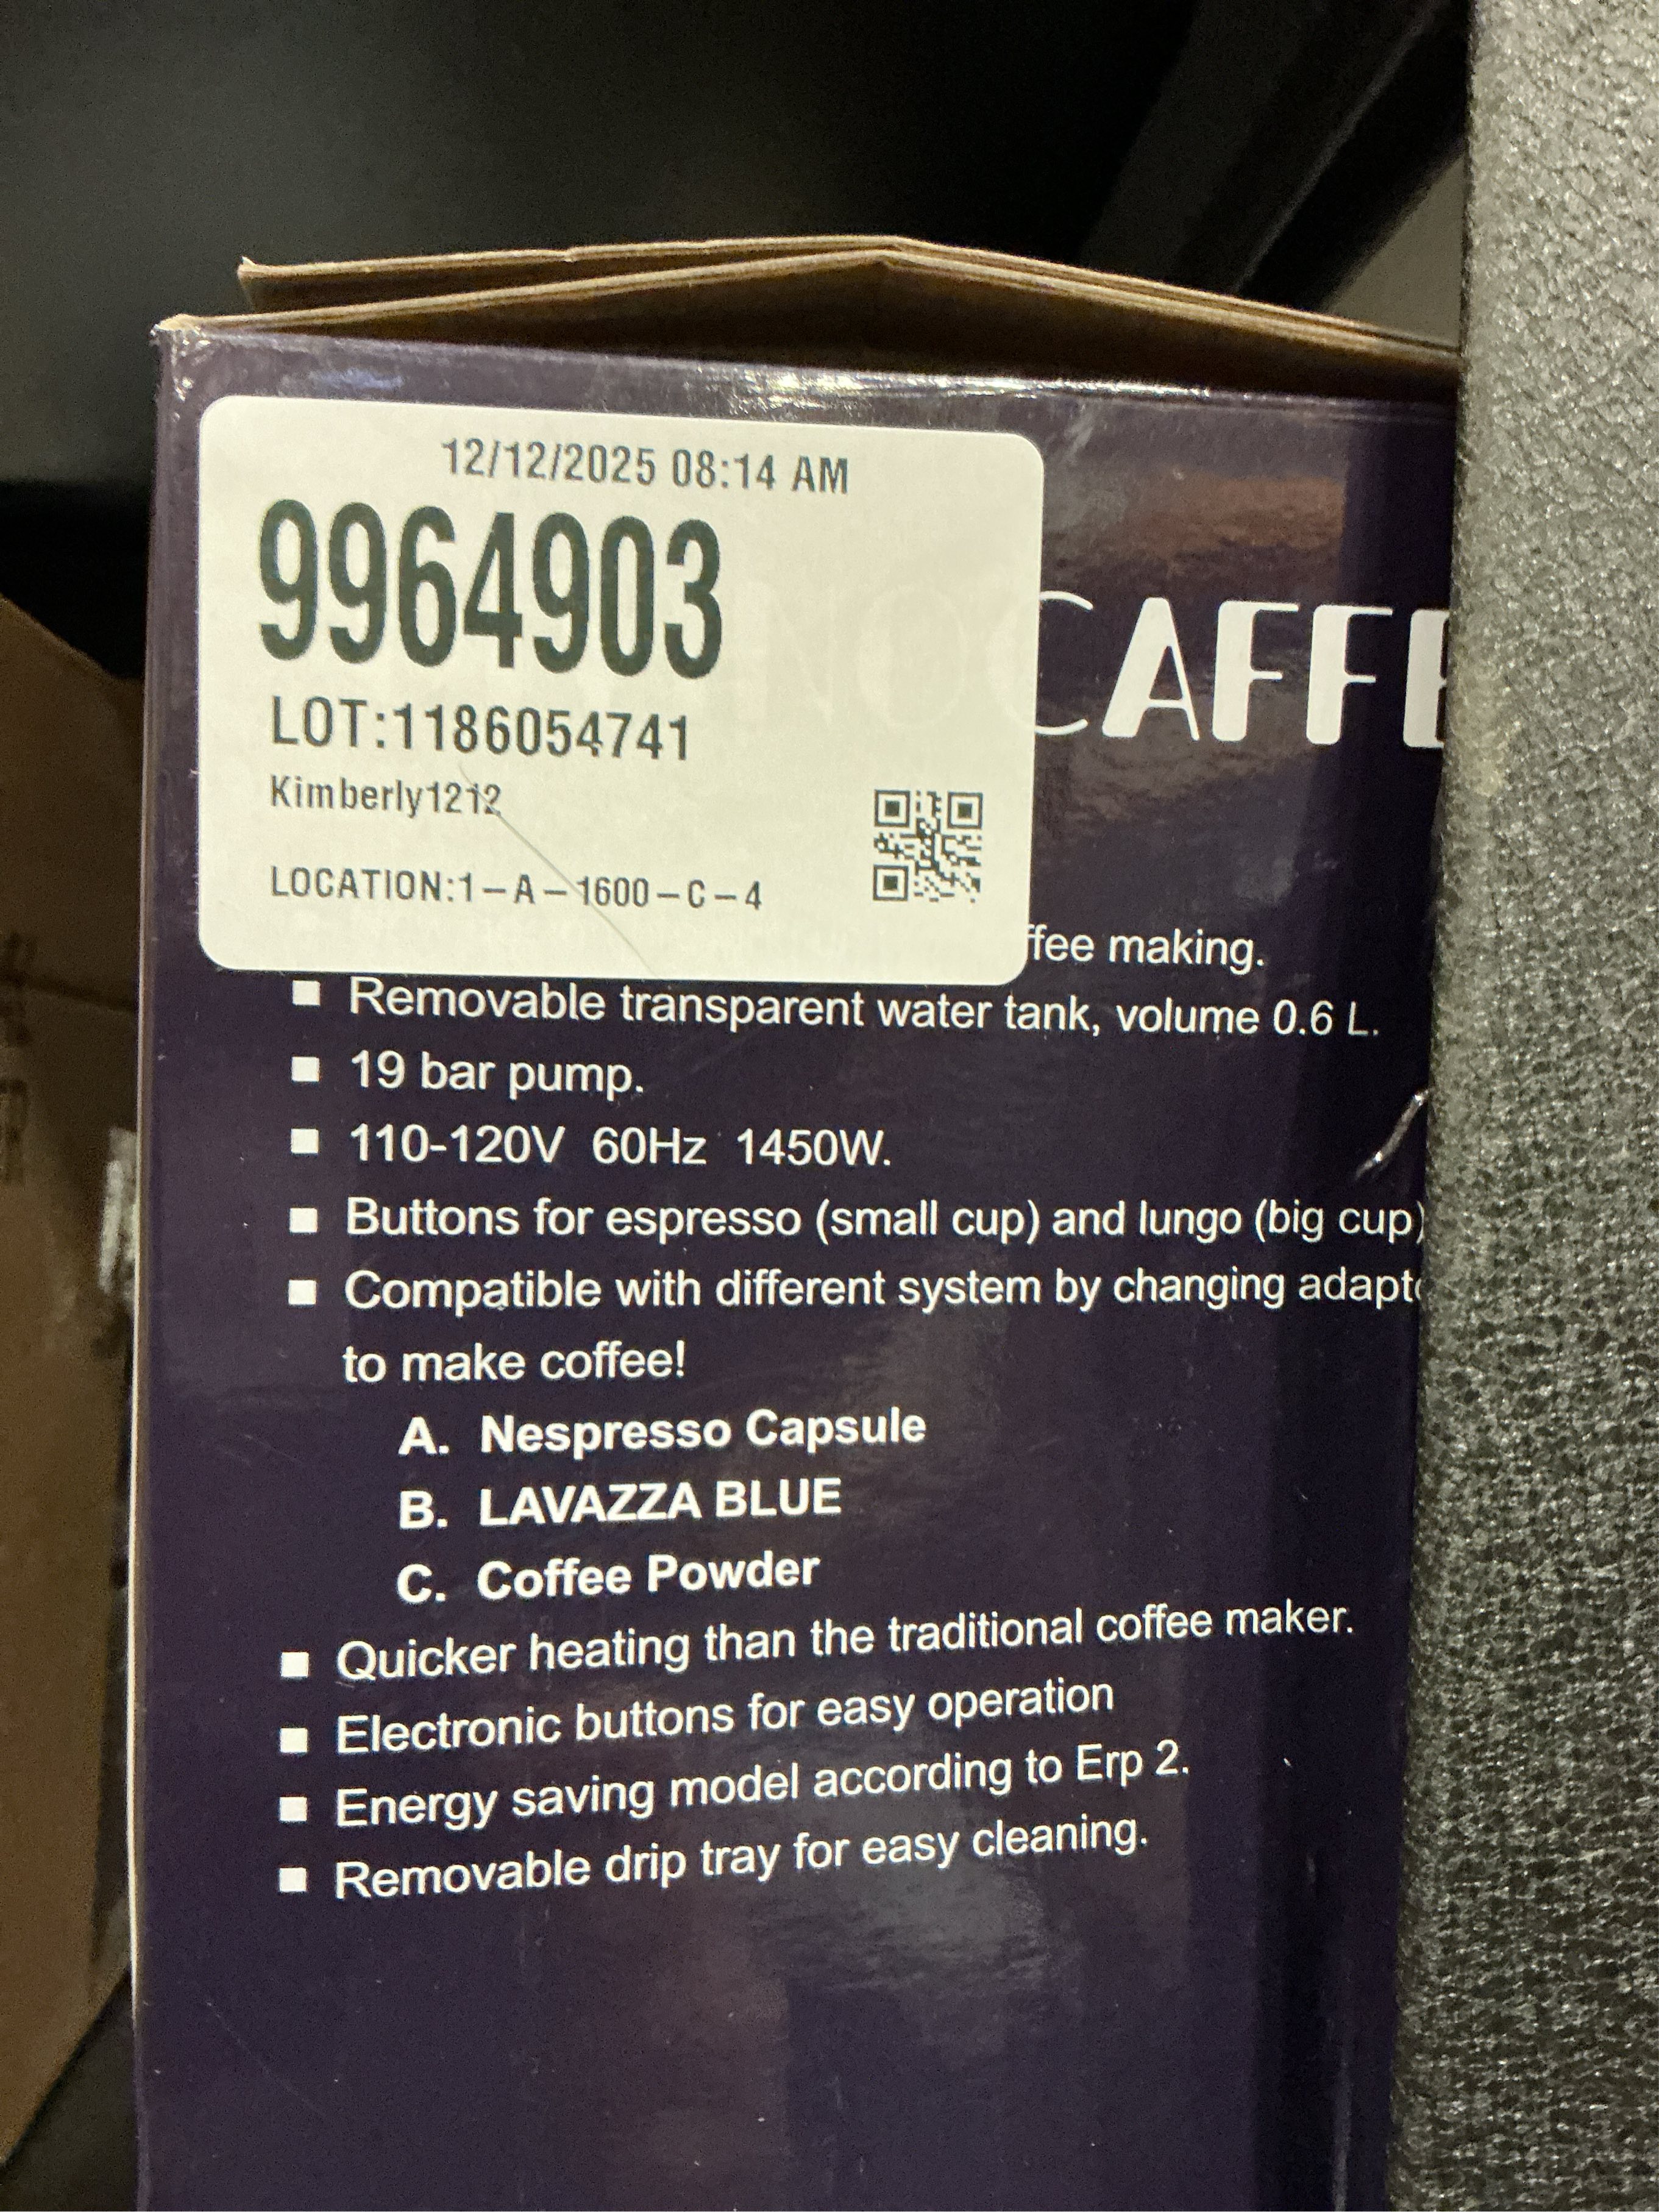 12/12/2025 08:14 AM
9964903
LOT:1186054741
Kimberly1212
LOCATION:1-A-1600-C-4
NOCAFFE
ffee making.
■ Removable transparent water tank, volume 0.6 L.
■ 19 bar pump.
■ 110-120V 60Hz 1450W.
■ Buttons for espresso (small cup) and lungo (big cup)
■ Compatible with different system by changing adapt
to make coffee!
A. Nespresso Capsule
B. LAVAZZA BLUE
C. Coffee Powder
■ Quicker heating than the traditional coffee maker.
■ Electronic buttons for easy operation
■ Energy saving model according to Erp 2.
■ Removable drip tray for easy cleaning.